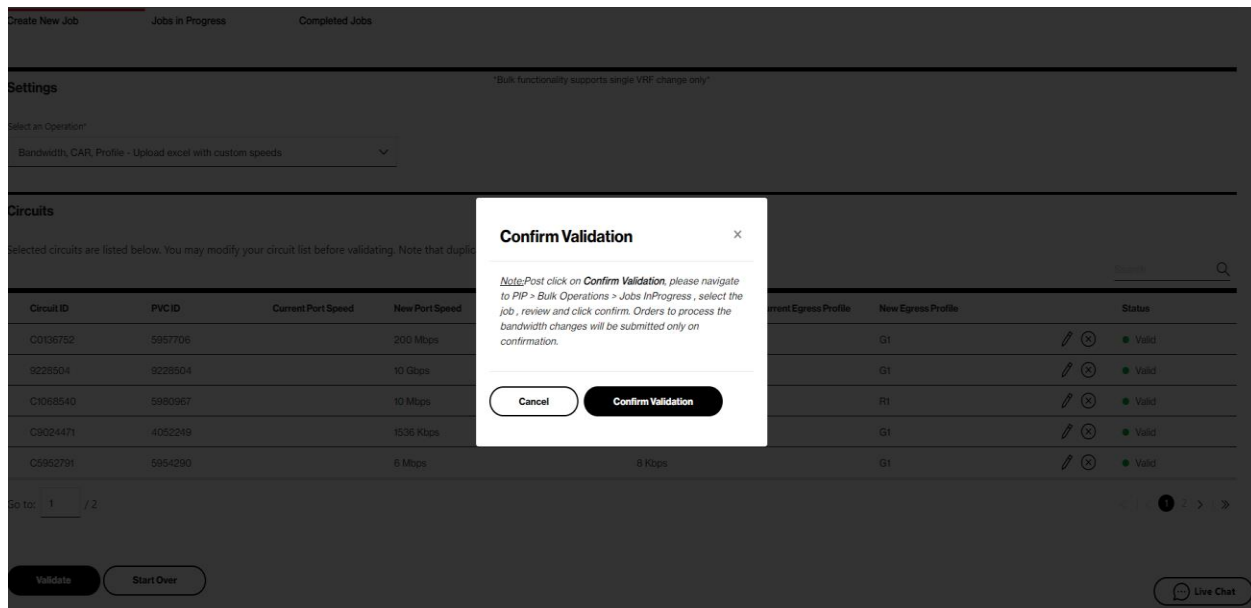 Create New Job Jobs in Progress Completed Jobs
Settings
*Bulk functionality supports single VRF change only*
Select an Operation*
Bandwidth, CAR, Profile - Upload excel with custom speeds
Circuits
Selected circuits are listed below. You may modify your circuit list before validating. Note that duplic
Search
Confirm Validation ×
Note:Post click on Confirm Validation, please navigate
to PIP > Bulk Operations > Jobs InProgress , select the
job , review and click confirm. Orders to process the
bandwidth changes will be submitted only on
confirmation.
Cancel Confirm Validation
Circuit ID PVC ID Current Port Speed New Port Speed rrent Egress Profile New Egress Profile Status
C0136752 5957706 200 Mbps G1 Valid
9228504 9228504 10 Gbps G1 Valid
C1068540 5980967 10 Mbps R1 Valid
C9024471 4052249 1536 Kbps G1 Valid
C5952791 5954290 6 Mbps 8 Kbps G1 Valid
Go to: 1 / 2
1 2
Validate Start Over
Live Chat